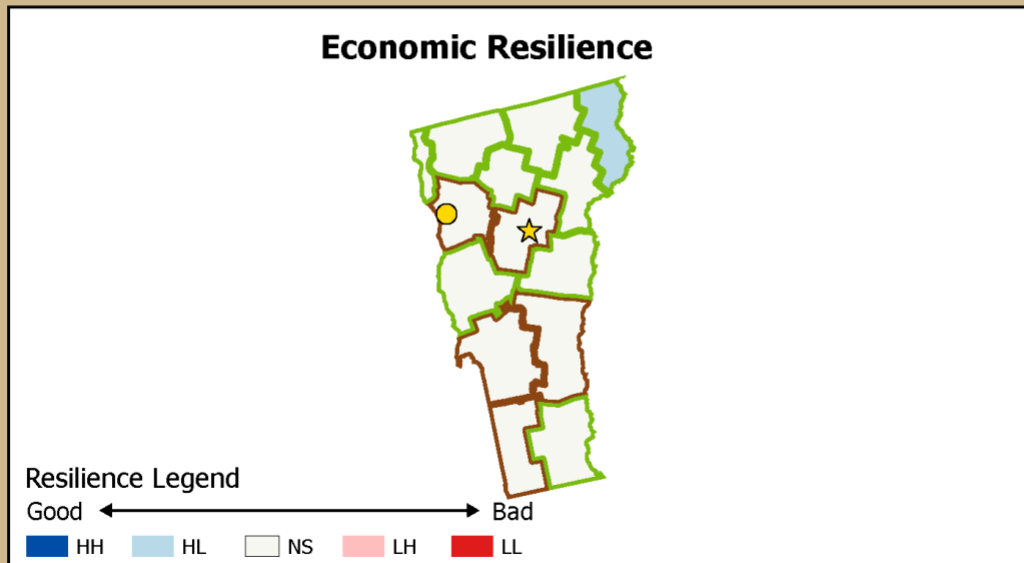 Economic Resilience
Resilience Legend
Good Bad
HH HL NS LH LL